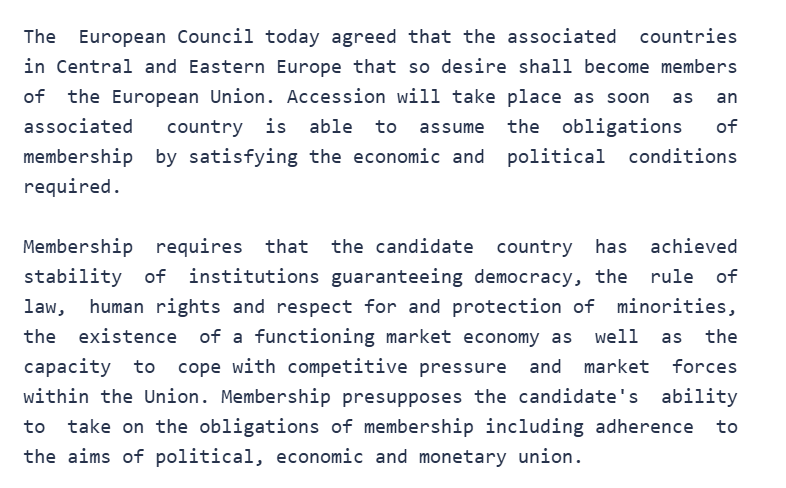 The  European Council today agreed that the associated  countries
in Central and Eastern Europe that so desire shall become members
of  the European Union. Accession will take place as soon  as  an
associated   country  is  able  to  assume  the  obligations   of
membership  by satisfying the economic and  political  conditions
required.

Membership  requires  that  the candidate  country  has  achieved
stability  of  institutions guaranteeing democracy, the  rule  of
law,  human rights and respect for and protection of  minorities,
the  existence  of a functioning market economy as  well  as  the
capacity  to  cope with competitive pressure  and  market  forces
within the Union. Membership presupposes the candidate's  ability
to  take on the obligations of membership including adherence  to
the aims of political, economic and monetary union.